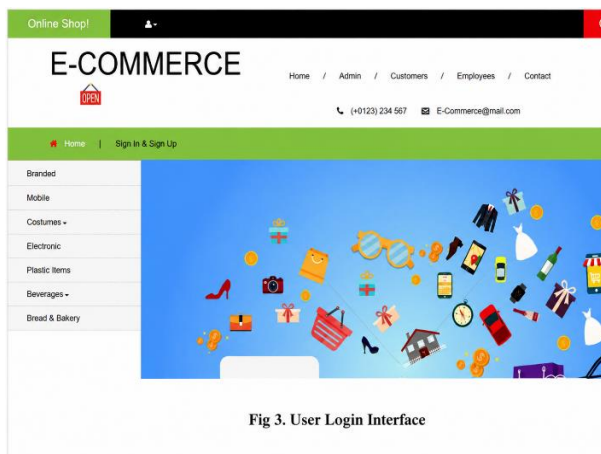 Online Shop!
E-COMMERCE
OPEN
Home / Admin / Customers / Employees / Contact
(+0123) 234 567 E-Commerce@mail.com
Home | Sign In & Sign Up
Branded
Mobile
Costumes
Electronic
Plastic Items
Beverages
Bread & Bakery
Fig 3. User Login Interface